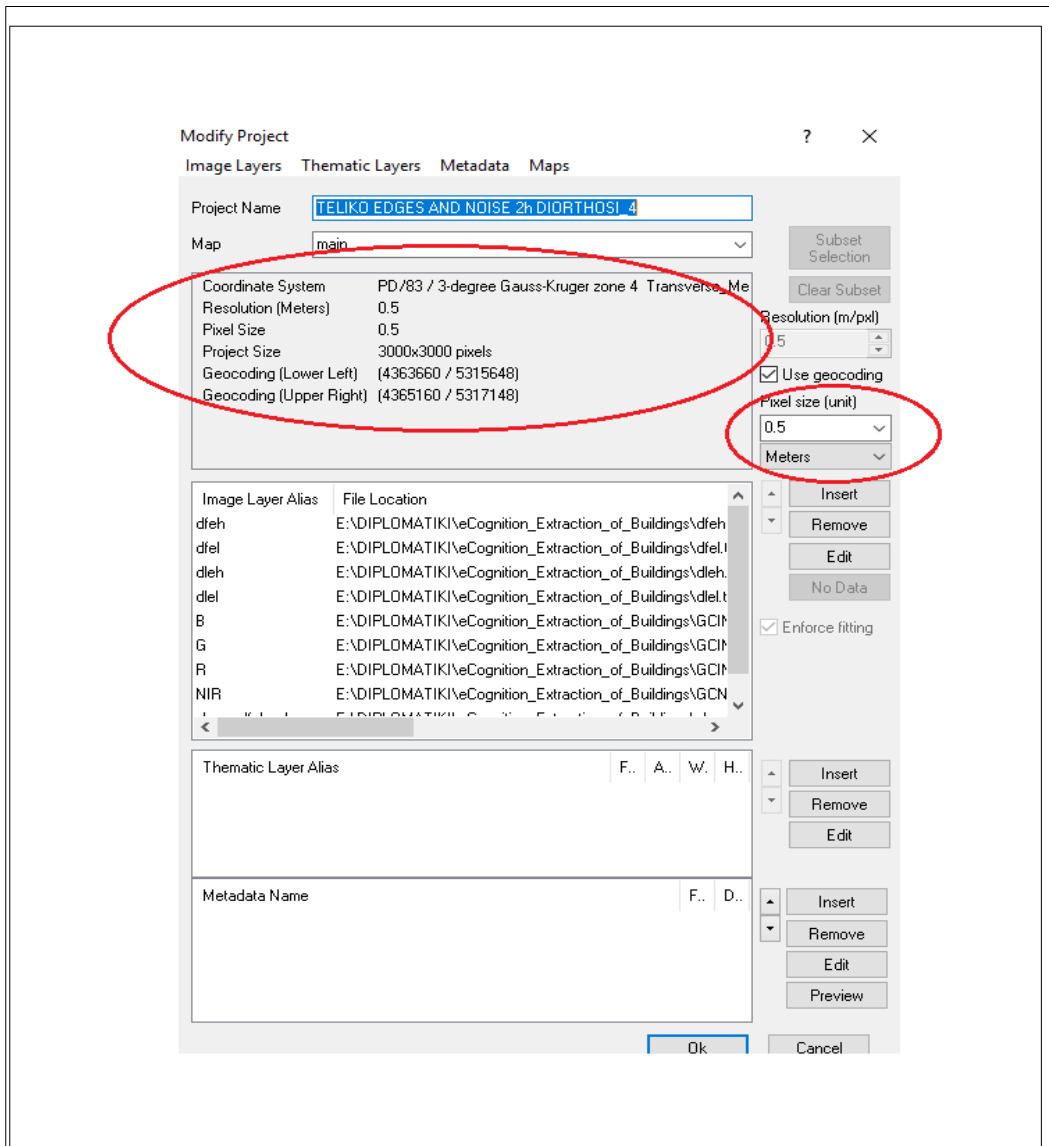 Modify Project ? ×
Image Layers Thematic Layers Metadata Maps
Project Name TELIKO EDGES AND NOISE 2h DIORTHOSI_4
Map main
Subset Selection
Clear Subset
Coordinate System PD/83 / 3-degree Gauss-Kruger zone 4 Transverse_Me
Resolution (Meters) 0.5
Pixel Size 0.5
Project Size 3000x3000 pixels
Geocoding (Lower Left) (4363660 / 5315648)
Geocoding (Upper Right) (4365160 / 5317148)
Resolution (m/pxl)
0.5
Use geocoding
Pixel size (unit)
0.5
Meters
Image Layer Alias File Location
dfeh E:\DIPLOMATIKI\eCognition_Extraction_of_Buildings\dfeh
dfel E:\DIPLOMATIKI\eCognition_Extraction_of_Buildings\dfel.
dleh E:\DIPLOMATIKI\eCognition_Extraction_of_Buildings\dleh.
dlel E:\DIPLOMATIKI\eCognition_Extraction_of_Buildings\dlel.t
B E:\DIPLOMATIKI\eCognition_Extraction_of_Buildings\GCI
G E:\DIPLOMATIKI\eCognition_Extraction_of_Buildings\GCI
R E:\DIPLOMATIKI\eCognition_Extraction_of_Buildings\GCI
NIR E:\DIPLOMATIKI\eCognition_Extraction_of_Buildings\GCN
Insert
Remove
Edit
No Data
Enforce fitting
Thematic Layer Alias F.. A.. W. H..
Insert
Remove
Edit
Metadata Name F.. D..
Insert
Remove
Edit
Preview
Ok Cancel